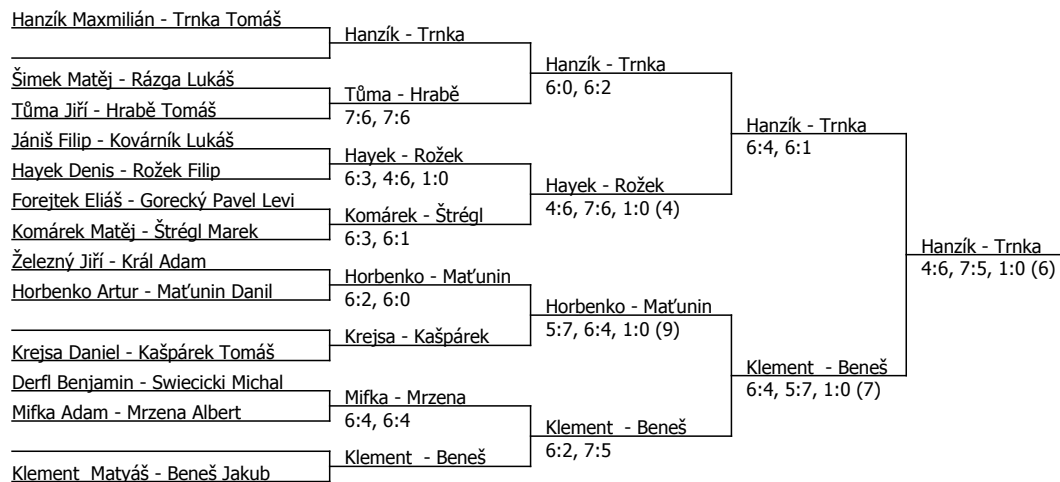 Hanzík Maxmilián - Trnka Tomáš
Šimek Matěj - Rázga Lukáš
Tůma Jiří - Hrabě Tomáš
Jániš Filip - Kovárník Lukáš
Hayek Denis - Rožek Filip
Forejtek Eliáš - Gorecký Pavel Levi
Komárek Matěj - Štrégl Marek
Železný Jiří - Král Adam
Horbenko Artur - Maťunin Danil
Krejsa Daniel - Kašpárek Tomáš
Derfl Benjamin - Swiecicki Michal
Mifka Adam - Mrzena Albert
Klement  Matyáš - Beneš Jakub
Hanzík - Trnka
Tůma - Hrabě
7:6, 7:6
Hayek - Rožek
6:3, 4:6, 1:0
Komárek - Štrégl
6:3, 6:1
Horbenko - Maťunin
6:2, 6:0
Krejsa - Kašpárek
Mifka - Mrzena
6:4, 6:4
Klement  - Beneš
Hanzík - Trnka
6:0, 6:2
Hayek - Rožek
4:6, 7:6, 1:0 (4)
Horbenko - Maťunin
5:7, 6:4, 1:0 (9)
Klement  - Beneš
6:2, 7:5
Hanzík - Trnka
6:4, 6:1
Klement  - Beneš
6:4, 5:7, 1:0 (7)
Hanzík - Trnka
4:6, 7:5, 1:0 (6)